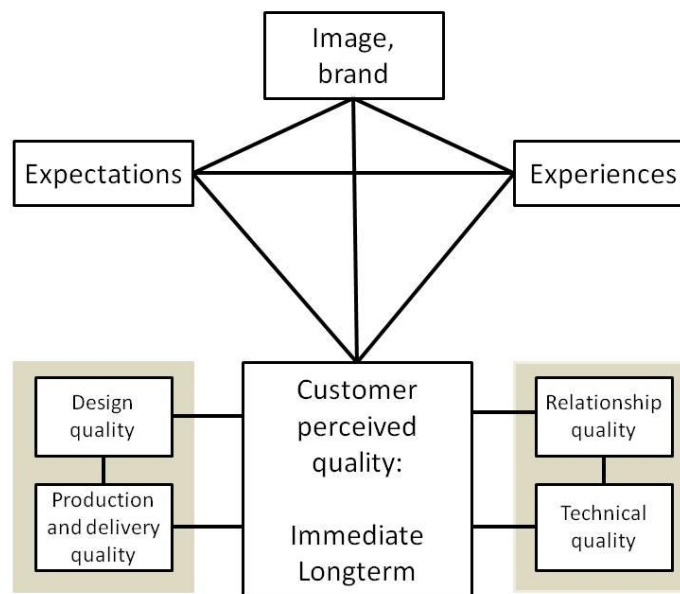 Image,
brand
Expectations
Experiences
Customer
perceived
quality:
Immediate
Longterm
Design
quality
Production
and delivery
quality
Relationship
quality
Technical
quality